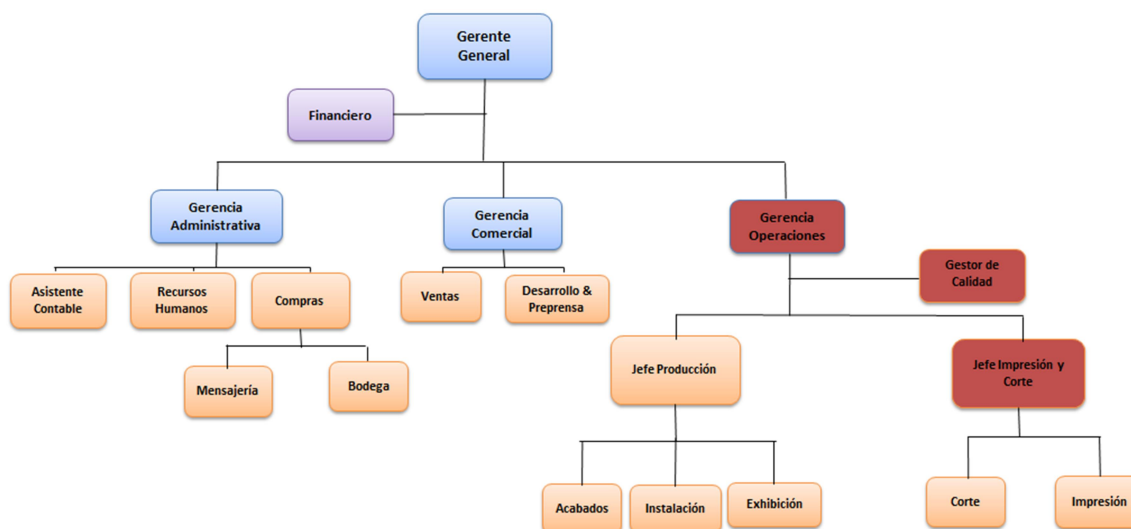 Gerente
General
Financiero
Gerencia
Administrativa
Gerencia
Comercial
Gerencia
Operaciones
Gestor de
Calidad
Asistente
Contable
Recursos
Humanos
Compras
Ventas
Desarrollo &
Preprensa
Mensajería
Bodega
Jefe Producción
Jefe Impresión y
Corte
Acabados
Instalación
Exhibición
Corte
Impresión